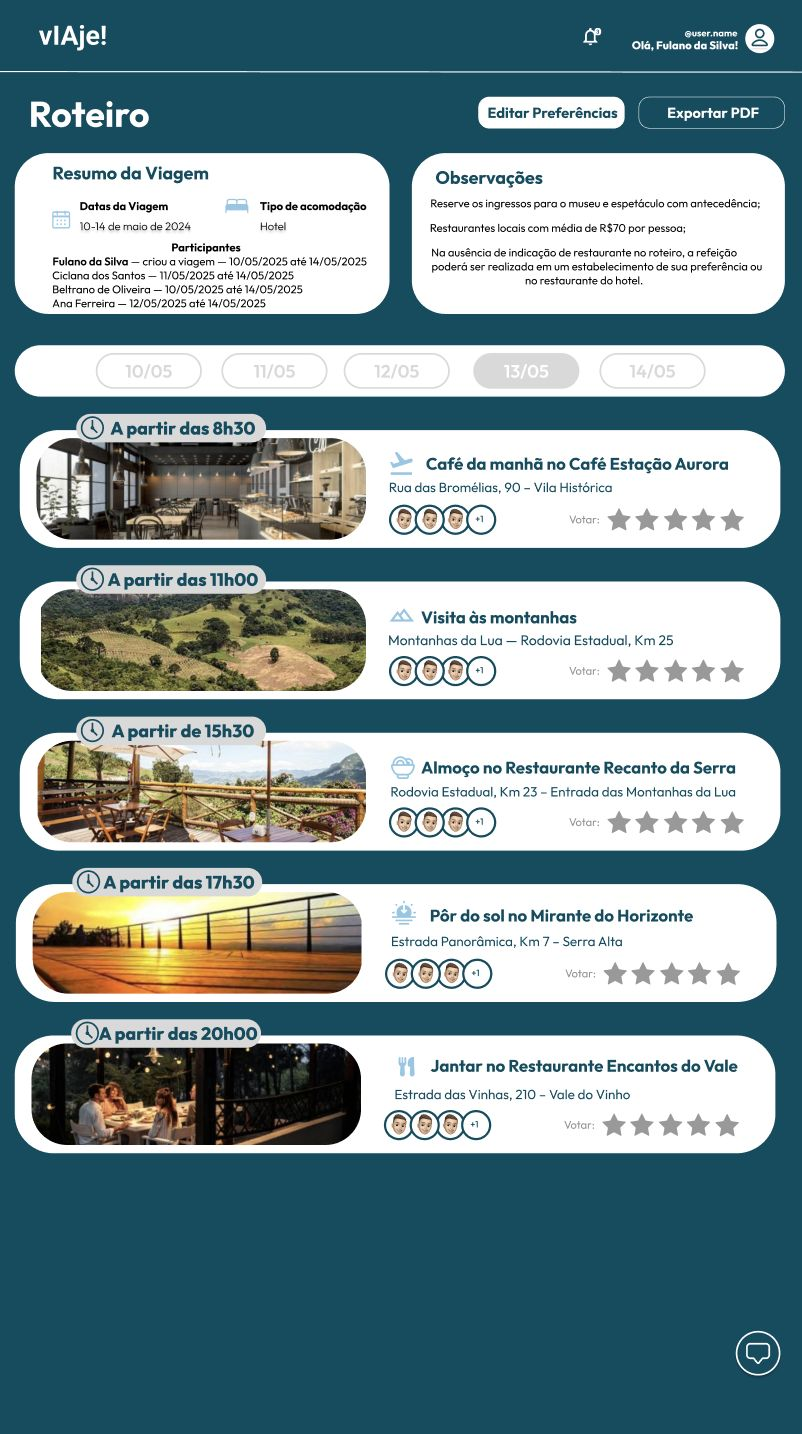 vIAje!
@user.name
Olá, Fulano da Silva!
Roteiro
Editar Preferências
Exportar PDF
Resumo da Viagem
Datas da Viagem
10-14 de maio de 2024
Tipo de acomodação
Hotel
Participantes
Fulano da Silva — criou a viagem — 10/05/2025 até 14/05/2025
Ciclana dos Santos — 11/05/2025 até 14/05/2025
Beltrano de Oliveira — 10/05/2025 até 14/05/2025
Ana Ferreira — 12/05/2025 até 14/05/2025
Observações
Reserve os ingressos para o museu e espetáculo com antecedência;
Restaurantes locais com média de R$70 por pessoa;
Na ausência de indicação de restaurante no roteiro, a refeição
poderá ser realizada em um estabelecimento de sua preferência ou
no restaurante do hotel.
10/05
11/05
12/05
13/05
14/05
A partir das 8h30
Café da manhã no Café Estação Aurora
Rua das Bromélias, 90 – Vila Histórica
+1
Votar:
A partir das 11h00
Visita às montanhas
Montanhas da Lua — Rodovia Estadual, Km 25
+1
Votar:
A partir de 15h30
Almoço no Restaurante Recanto da Serra
Rodovia Estadual, Km 23 – Entrada das Montanhas da Lua
+1
Votar:
A partir das 17h30
Pôr do sol no Mirante do Horizonte
Estrada Panorâmica, Km 7 – Serra Alta
+1
Votar:
A partir das 20h00
Jantar no Restaurante Encantos do Vale
Estrada das Vinhas, 210 – Vale do Vinho
+1
Votar: